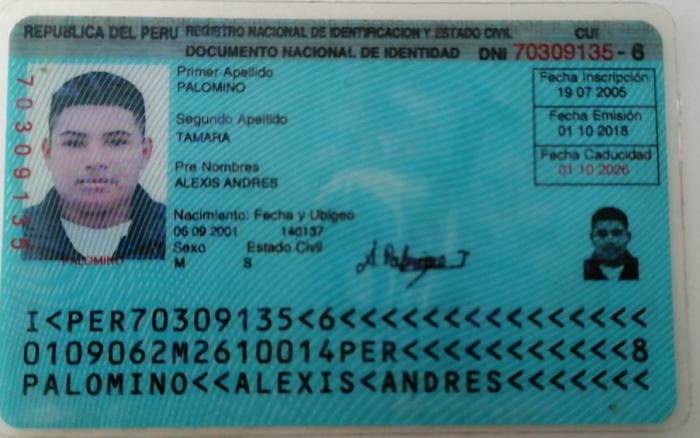 REPUBLICA DEL PERU REGISTRO NACIONAL DE IDENTIFICACION Y ESTADO CIVIL CUI
DOCUMENTO NACIONAL DE IDENTIDAD DNI 70309135 - 6
70309135
Primer Apellido
PALOMINO
Segundo Apellido
TAMARA
Pre Nombres
ALEXIS ANDRES
Nacimiento: Fecha y Ubigeo
06 09 2001 140137
Sexo Estado Civil
M S
Fecha Inscripción
19 07 2005
Fecha Emisión
01 10 2018
Fecha Caducidad
01 10 2026
PALOMINO
I<PER70309135<6<<<<<<<<<<<<<<<
0109062M2610014PER<<<<<<<<<<<8
PALOMINO<<ALEXIS<ANDRES<<<<<<<